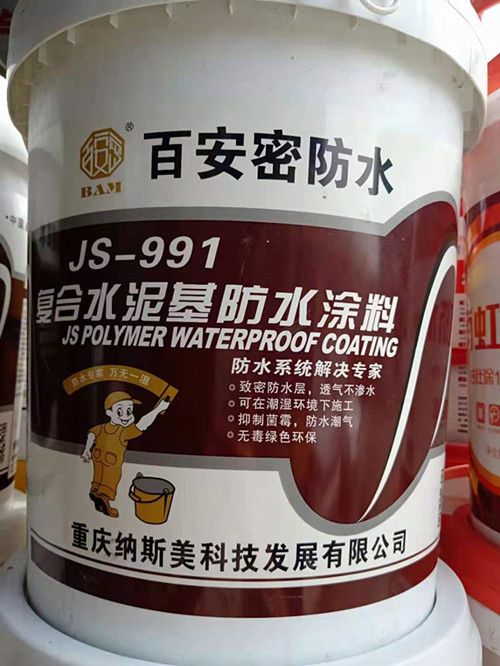 百安密防水
®
BAM
JS-991
复合水泥基防水涂料
JS POLYMER WATERPROOF COATING
防水系统解决专家
• 致密防水层，透气不渗水
• 可在潮湿环境下施工
• 抑制菌霉，防水潮气
• 无毒绿色环保
防水专家 万无一湿
重庆纳斯美科技发展有限公司
虫工